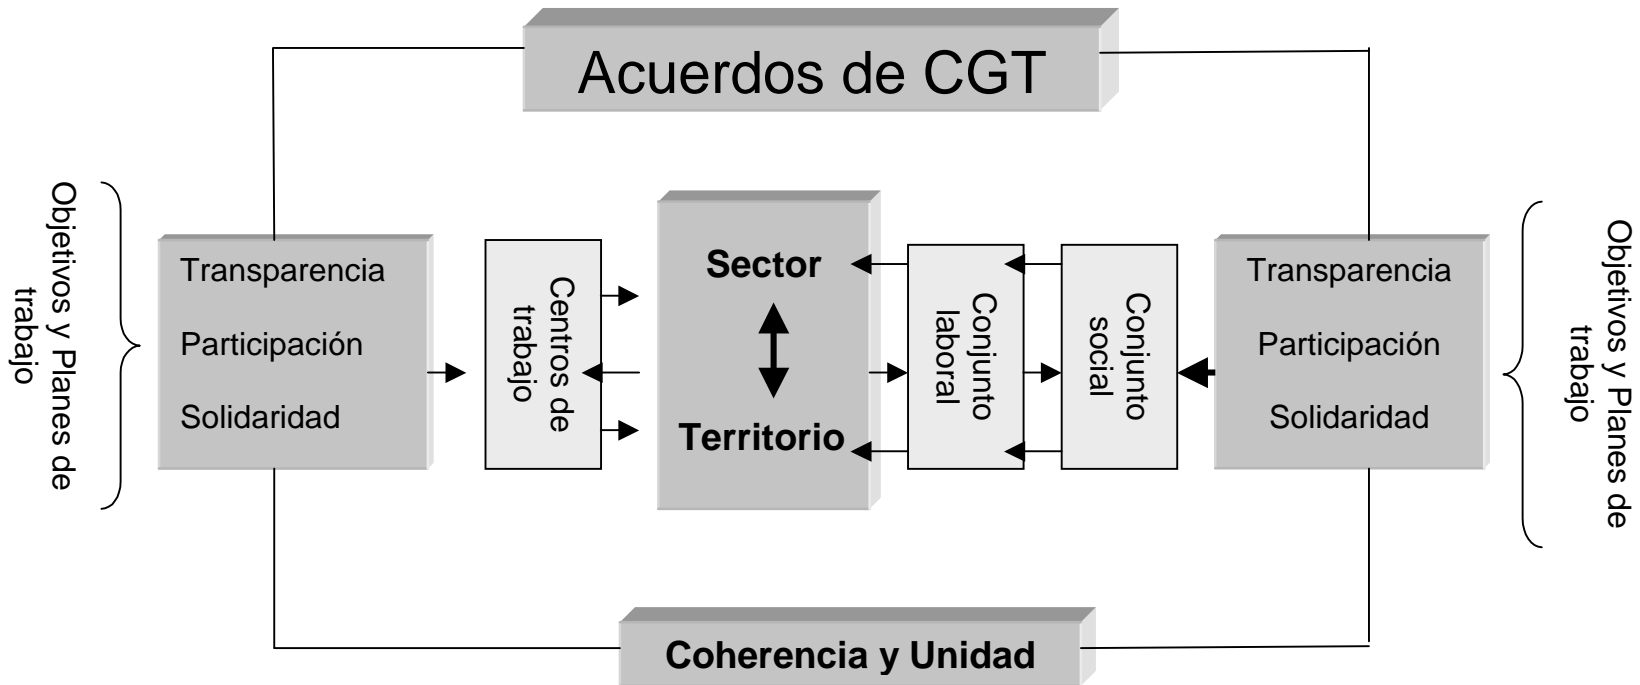 Acuerdos de CGT
Objetivos y Planes de
trabajo
Transparencia
Participación
Solidaridad
Centros de
trabajo
Sector
Territorio
Conjunto
laboral
Conjunto
social
Transparencia
Participación
Solidaridad
Objetivos y Planes de
trabajo
Coherencia y Unidad